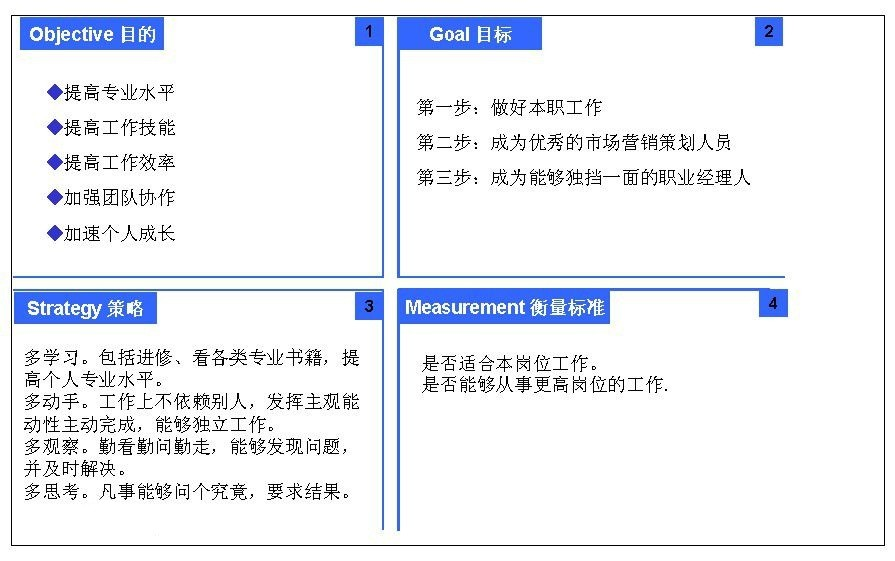 Objective 目的
1
◆提高专业水平
◆提高工作技能
◆提高工作效率
◆加强团队协作
◆加速个人成长
Goal 目标
2
第一步：做好本职工作
第二步：成为优秀的市场营销策划人员
第三步：成为能够独挡一面的职业经理人
Strategy 策略
3
多学习。包括进修、看各类专业书籍，提
高个人专业水平。
多动手。工作上不依赖别人，发挥主观能
动性主动完成，能够独立工作。
多观察。勤看勤问勤走，能够发现问题，
并及时解决。
多思考。凡事能够问个究竟，要求结果。
Measurement 衡量标准
4
是否适合本岗位工作。
是否能够从事更高岗位的工作.